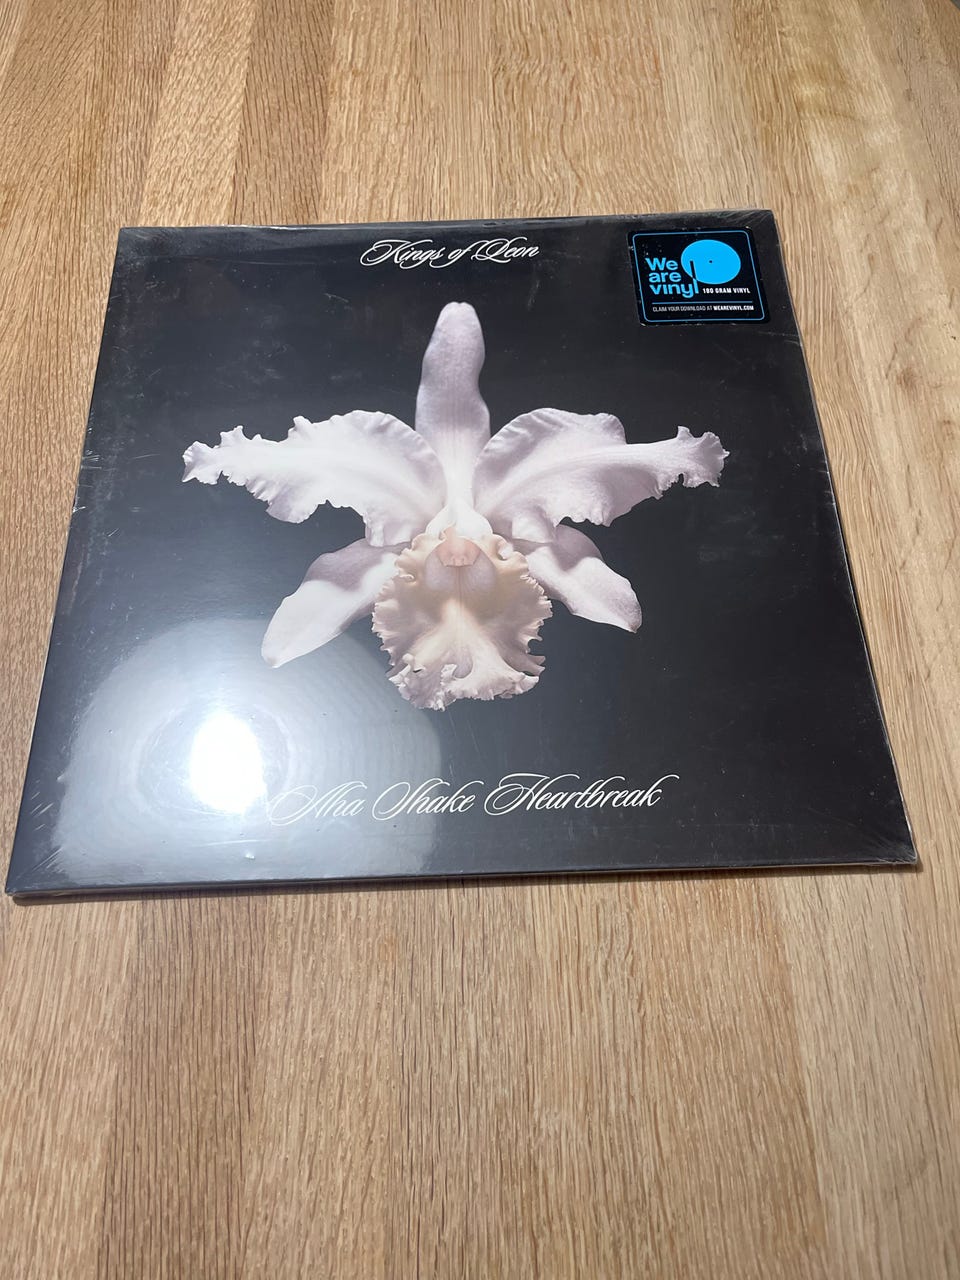 Kings of Leon
We
are
vinyl
180 GRAM VINYL
CLAIM YOUR DOWNLOAD AT WEAREVINYL.COM
Aha Shake Heartbreak